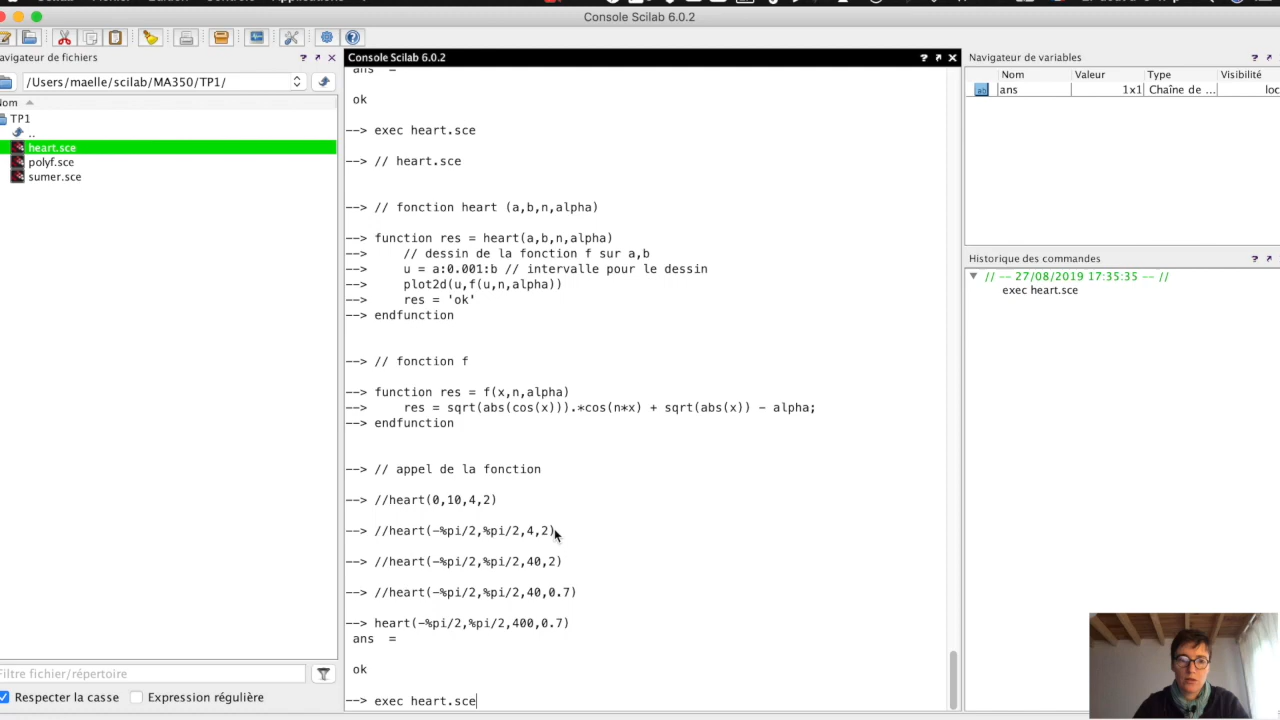 Console Scilab 6.0.2
avigateur de fichiers
/Users/maelle/scilab/MA350/TP1/
om
TP1
..
heart.sce
polyf.sce
sumer.sce
iltre fichier/répertoire
Respecter la casse
Expression régulière
Console Scilab 6.0.2
ans =
ok
--> exec heart.sce
--> // heart.sce
--> // fonction heart (a,b,n,alpha)
--> function res = heart(a,b,n,alpha)
--> // dessin de la fonction f sur a,b
--> u = a:0.001:b // intervalle pour le dessin
--> plot2d(u,f(u,n,alpha))
--> res = 'ok'
--> endfunction
--> // fonction f
--> function res = f(x,n,alpha)
--> res = sqrt(abs(cos(x))).*cos(n*x) + sqrt(abs(x)) - alpha;
--> endfunction
--> // appel de la fonction
--> //heart(0,10,4,2)
--> //heart(-%pi/2,%pi/2,4,2)
--> //heart(-%pi/2,%pi/2,40,2)
--> //heart(-%pi/2,%pi/2,40,0.7)
--> heart(-%pi/2,%pi/2,400,0.7)
ans =
ok
--> exec heart.sce
Navigateur de variables
Nom Valeur Type Visibilité
ans 1x1 Chaîne de ... loc
Historique des commandes
// -- 27/08/2019 17:35:35 -- //
exec heart.sce